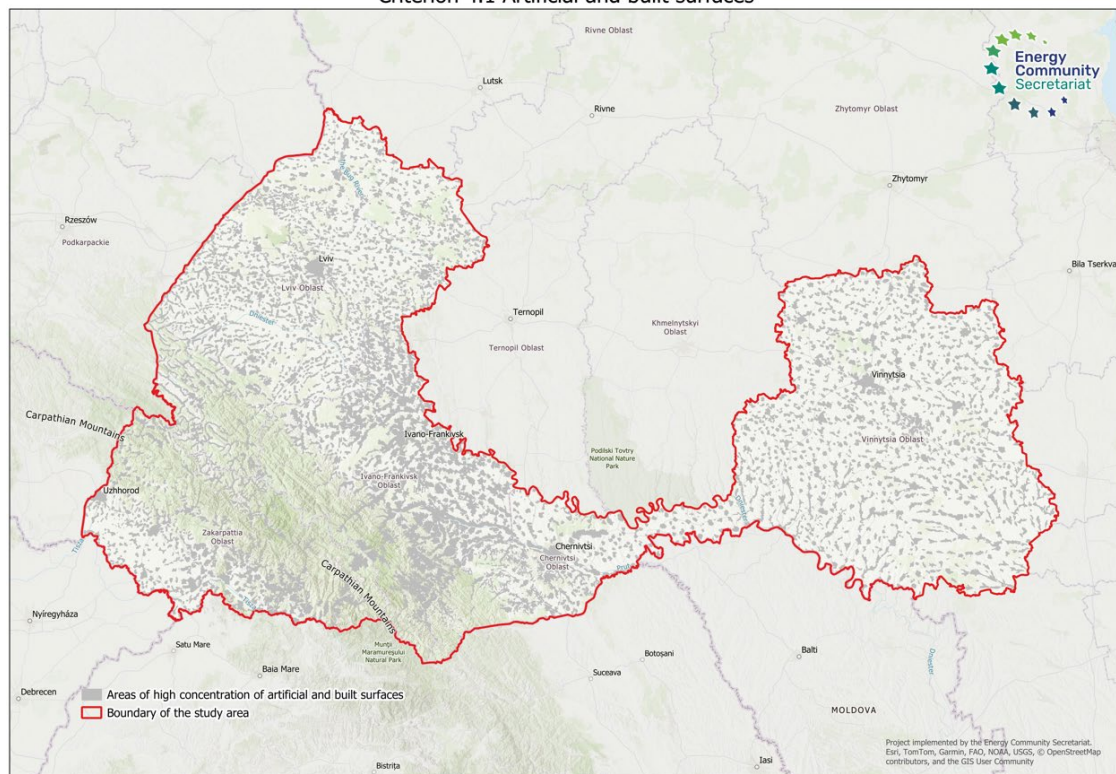 Criterion 4.1 Artificial and built surfaces
Rivne Oblast
Energy
Community
Secretariat
Lutsk
Rivne
Zhytomyr Oblast
Zhytomyr
Rzeszów
Podkarpackie
Bila Tserkva
Lviv
Lviv Oblast
Dniester
Ternopil
Khmelnytskyi
Oblast
Ternopil Oblast
Vinnytsia
Carpathian Mountains
Ivano-Frankivsk
Vinnytsia Oblast
Podilski Tovtry
National Nature
Park
Ivano-Frankivsk
Oblast
Uzhhorod
Dniester
Zakarpattia
Oblast
Chernivtsi
Chernivtsi
Oblast
Prut
Carpathian Mountains
Nyíregyháza
Satu Mare
Munţii
Maramureşului
Natural Park
Botoșani
Balti
Dniester
Baia Mare
Suceava
Debrecen
Areas of high concentration of artificial and built surfaces
Boundary of the study area
MOLDOVA
Project implemented by the Energy Community Secretariat.
Esri, TomTom, Garmin, FAO, NOAA, USGS, © OpenStreetMap
contributors, and the GIS User Community
Bistrița
Iasi